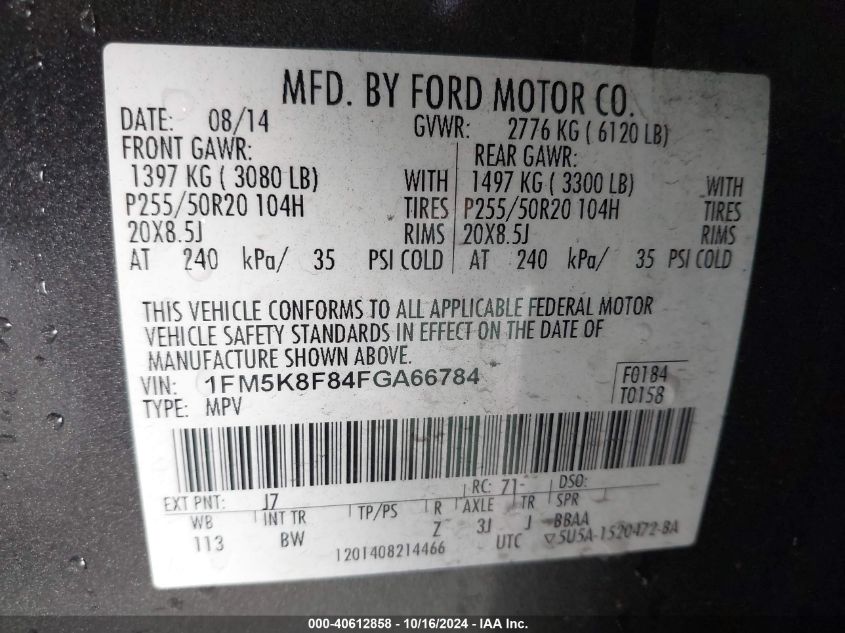 MFD. BY FORD MOTOR CO.
DATE: 08/14 GVWR: 2776 KG ( 6120 LB)
FRONT GAWR: REAR GAWR:
1397 KG ( 3080 LB) WITH 1497 KG ( 3300 LB) WITH
P255/50R20 104H TIRES P255/50R20 104H TIRES
20X8.5J RIMS 20X8.5J RIMS
AT 240 kPa/ 35 PSI COLD AT 240 kPa/ 35 PSI COLD
THIS VEHICLE CONFORMS TO ALL APPLICABLE FEDERAL MOTOR
VEHICLE SAFETY STANDARDS IN EFFECT ON THE DATE OF
MANUFACTURE SHOWN ABOVE.
VIN: 1FM5K8F84FGA66784 F0184
TYPE: MPV T0158
EXT PNT: J7 RC: 71- DSO:
WB INT TR TP/PS R AXLE TR SPR
113 BW Z 3J J BBAA
1201408214466 UTC 5U5A-1520472-BA
000-40612858 - 10/16/2024 - IAA Inc.